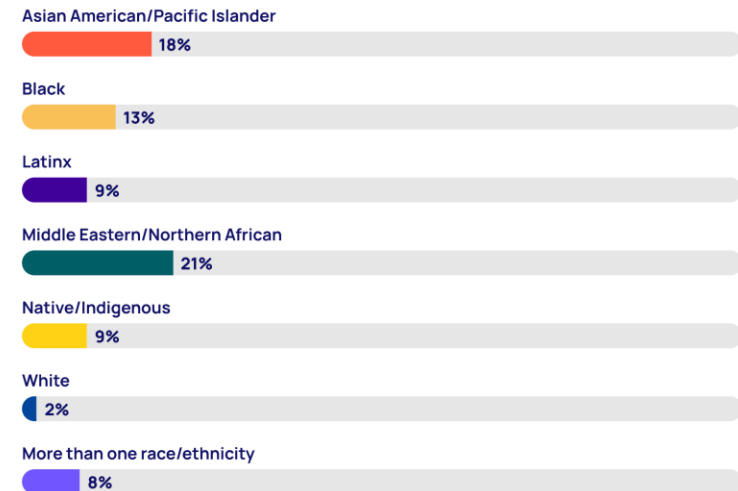 Asian American/Pacific Islander
18%
Black
13%
Latinx
9%
Middle Eastern/Northern African
21%
Native/Indigenous
9%
White
2%
More than one race/ethnicity
8%